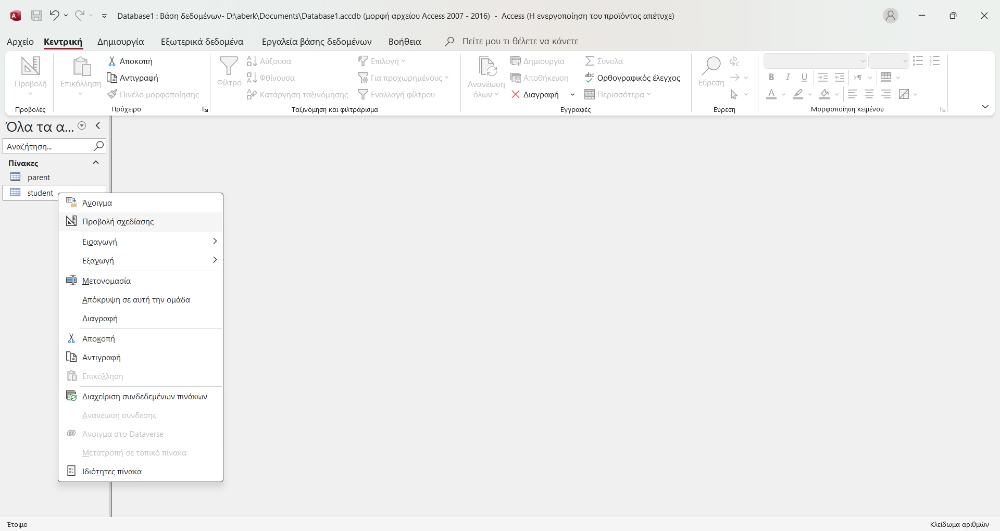 Database1 : Βάση δεδομένων- D:\aberk\Documents\Database1.accdb (μορφή αρχείου Access 2007 - 2016)  -  Access (Η ενεργοποίηση του προϊόντος απέτυχε)
Αρχείο Κεντρική Δημιουργία Εξωτερικά δεδομένα Εργαλεία βάσης δεδομένων Βοήθεια Πείτε μου τι θέλετε να κάνετε
Προβολή
Προβολές
Επικόλληση
Αποκοπή
Αντιγραφή
Πινέλο μορφοποίησης
Πρόχειρο
Φίλτρο
Αύξουσα
Φθίνουσα
Κατάργηση ταξινόμησης
Επιλογή
Για προχωρημένους
Εναλλαγή φίλτρου
Ταξινόμηση και φιλτράρισμα
Ανανέωση
όλων
Δημιουργία
Αποθήκευση
Διαγραφή
Σύνολα
Ορθογραφικός έλεγχος
Περισσότερα
Εγγραφές
Εύρεση
Εύρεση
B I U
Μορφοποίηση κειμένου
Όλα τα α...
Αναζήτηση...
Πίνακες
parent
student
Άνοιγμα
Προβολή σχεδίασης
Εισαγωγή
Εξαγωγή
Μετονομασία
Απόκρυψη σε αυτή την ομάδα
Διαγραφή
Αποκοπή
Αντιγραφή
Επικόλληση
Διαχείριση συνδεδεμένων πινάκων
Ανανέωση σύνδεσης
Άνοιγμα στο Dataverse
Μετατροπή σε τοπικό πίνακα
Ιδιότητες πίνακα
Έτοιμο
Κλείδωμα αριθμών